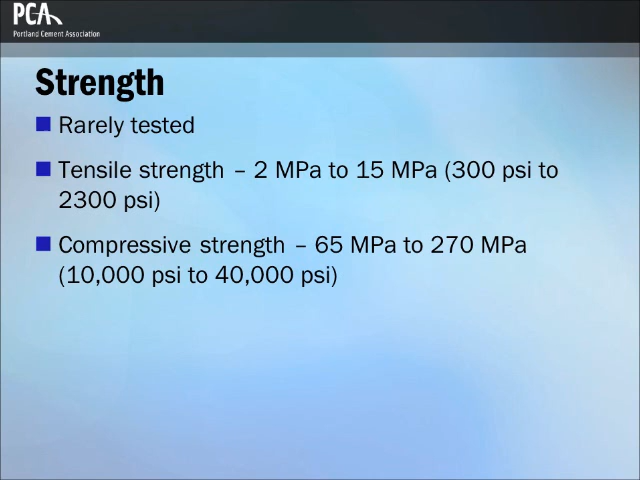 PCA
Portland Cement Association
Strength
Rarely tested
Tensile strength – 2 MPa to 15 MPa (300 psi to
2300 psi)
Compressive strength – 65 MPa to 270 MPa
(10,000 psi to 40,000 psi)